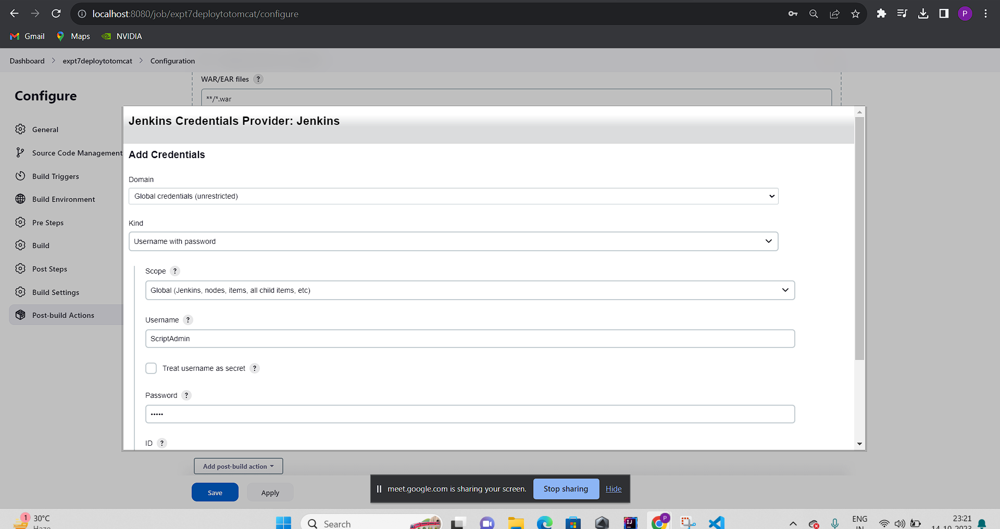 localhost:8080/job/expt7deploytotomcat/configure
P
Gmail
Maps
NVIDIA
Dashboard
expt7deploytotomcat
Configuration
WAR/EAR files ?
**/*.war
Configure
General
Source Code Management
Build Triggers
Build Environment
Pre Steps
Build
Post Steps
Build Settings
Post-build Actions
Jenkins Credentials Provider: Jenkins
Add Credentials
Domain
Global credentials (unrestricted)
Kind
Username with password
Scope ?
Global (Jenkins, nodes, items, all child items, etc)
Username ?
ScriptAdmin
Treat username as secret ?
Password ?
•••••
ID ?
Add post-build action
Save
Apply
meet.google.com is sharing your screen.
Stop sharing
Hide
1
30°C
Haze
Search
IJ
P
ENG
IN
23:21
14-10-2023